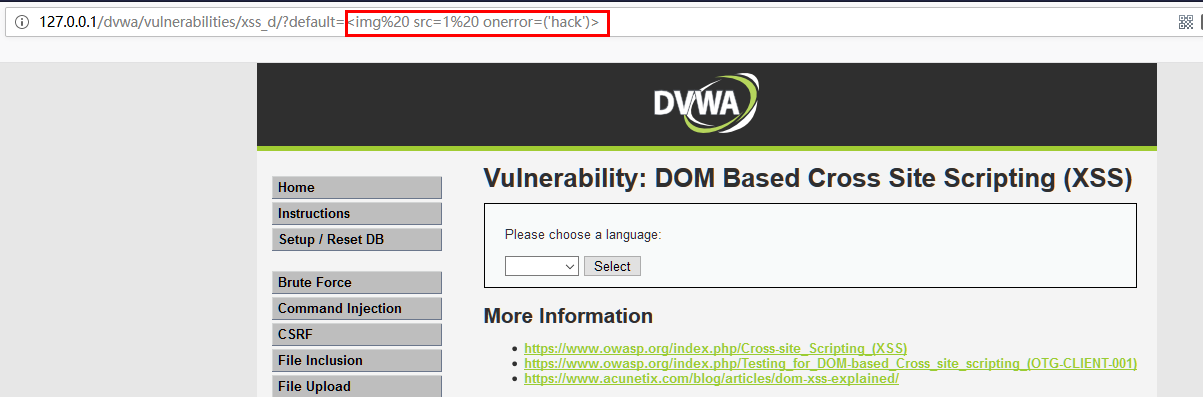 127.0.0.1/dvwa/vulnerabilities/xss_d/?default=<img%20 src=1%20 onerror=('hack')>
DVWA
Home
Instructions
Setup / Reset DB
Brute Force
Command Injection
CSRF
File Inclusion
File Upload
Vulnerability: DOM Based Cross Site Scripting (XSS)
Please choose a language:
Select
More Information
https://www.owasp.org/index.php/Cross-site_Scripting_(XSS)
https://www.owasp.org/index.php/Testing_for_DOM-based_Cross_site_scripting_(OTG-CLIENT-001)
https://www.acunetix.com/blog/articles/dom-xss-explained/